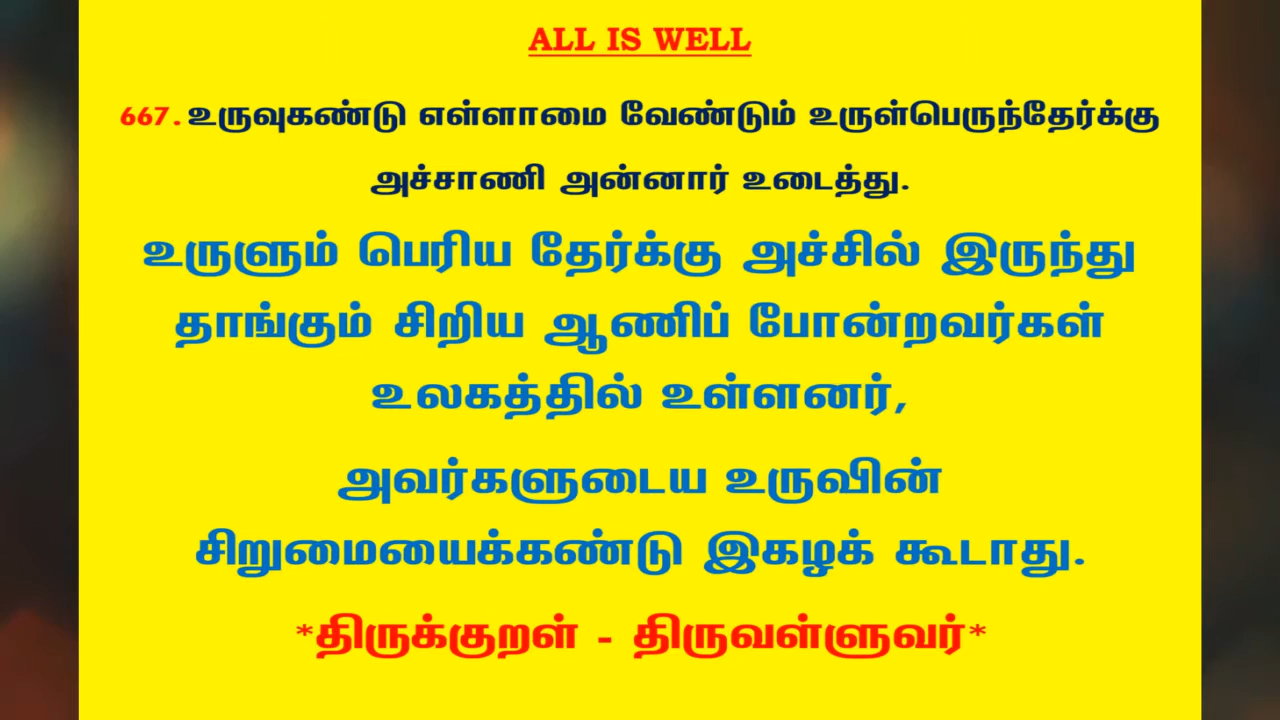 ALL IS WELL
667. உருவுகண்டு எள்ளாமை வேண்டும் உருள்பெருந்தேர்க்கு
அச்சாணி அன்னார் உடைத்து.
உருளும் பெரிய தேர்க்கு அச்சில் இருந்து
தாங்கும் சிறிய ஆணிப் போன்றவர்கள்
உலகத்தில் உள்ளனர்,
அவர்களுடைய உருவின்
சிறுமையைக்கண்டு இகழக் கூடாது.
*திருக்குறள் - திருவள்ளுவர்*